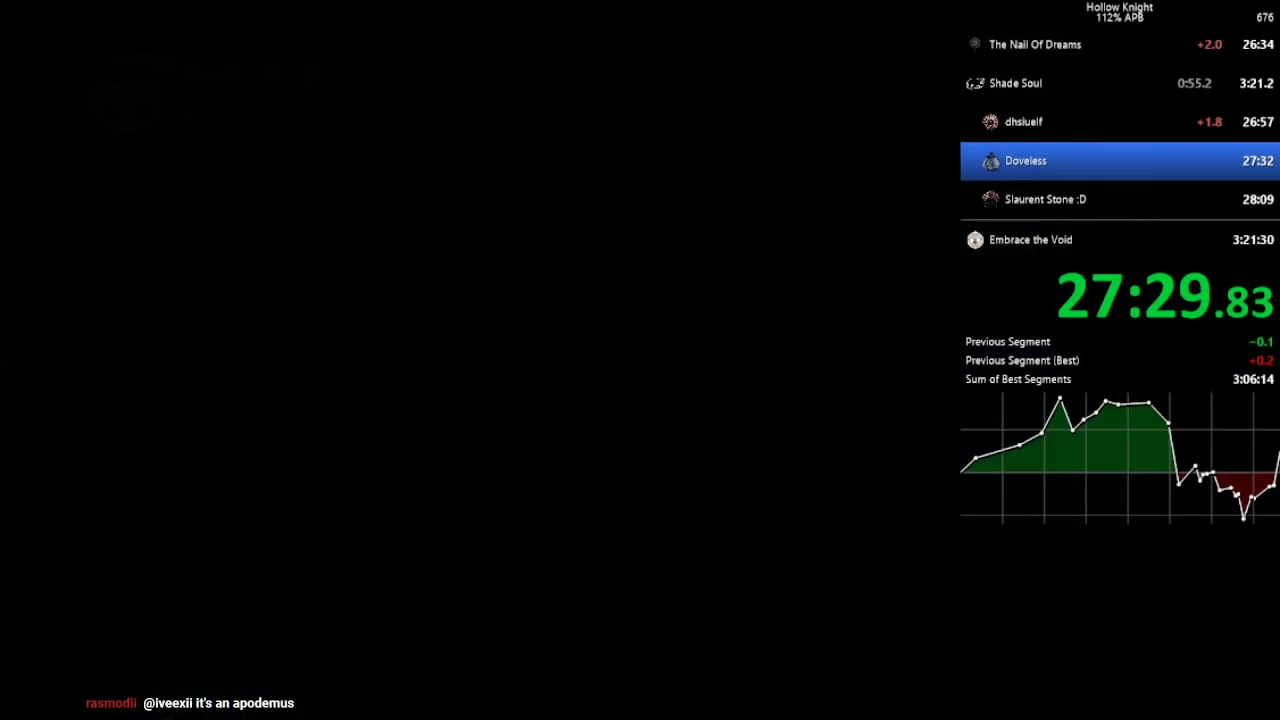 Hollow Knight
112% APB 676
The Nail Of Dreams +2.0 26:34
Shade Soul 0:55.2 3:21.2
dhsiuelf +1.8 26:57
Doveless 27:32
Slaurent Stone :D 28:09
Embrace the Void 3:21:30
27:29.83
Previous Segment −0.1
Previous Segment (Best) +0.2
Sum of Best Segments 3:06:14
rasmodii @iveexii it's an apodemus